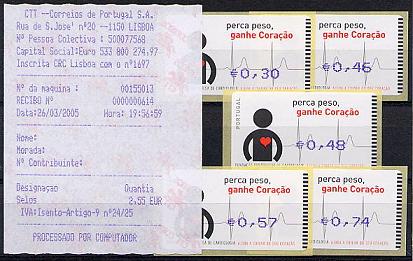 CTT --Correios de Portugal S.A.
Rua de S.Jose' nº20 --1150 LISBOA
Nº Pessoa Colectiva : 500077568
Capital Social:Euro 533 800 274.97
Inscrita CRC Lisboa com o nº1697
Nº da maquina : 00155013
RECIBO Nº 0000000614
Data:26/03/2005 Hora: 19:56:59
Nome:
Morada:
Nº Contribuinte:
Designação Quantia
Selos 2.55 EUR
IVA:Isento-Artigo-9 nº24/25
PROCESSADO POR COMPUTADOR
perca peso,
ganhe Coração
€0,30
perca peso,
ganhe Coração
€0,45
PORTUGAL
perca peso,
ganhe Coração
€0,48
perca peso,
ganhe Coração
€0,57
perca peso,
ganhe Coração
€0,74